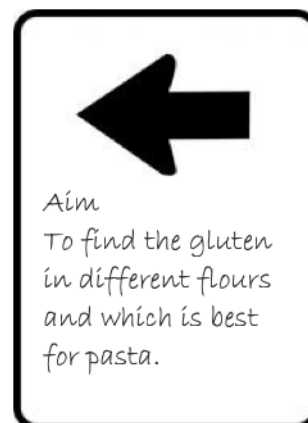 Aim
To find the gluten
in different flours
and which is best
for pasta.